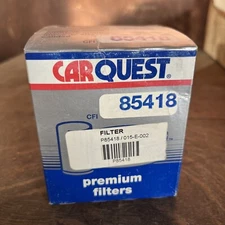 CARQUEST
CFI
85418
FILTER
P85418 / 015-E-002
P85418
premium
filters